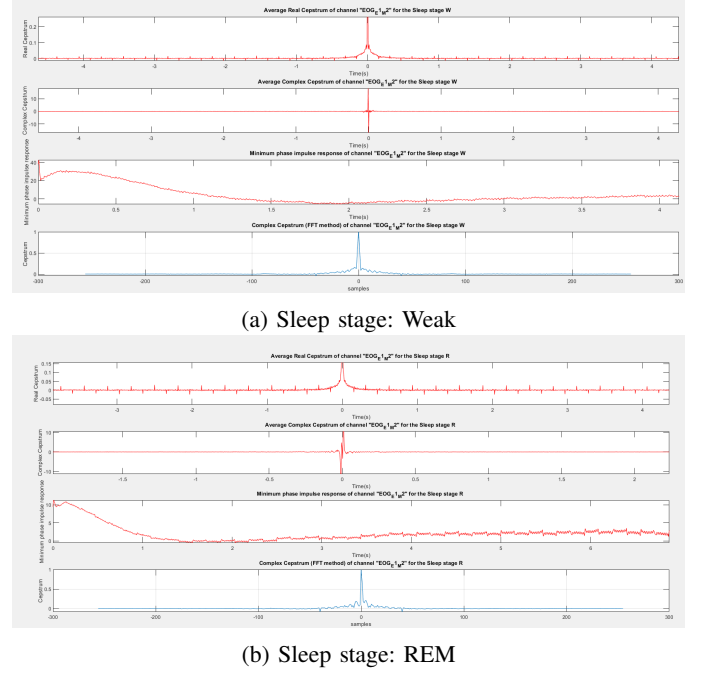 Average Real Cepstrum of channel "EOG_E1_M2" for the Sleep stage W
Real Cepstrum
0.2
0.1
0
-4 -3 -2 -1 0 1 2 3 4
Time(s)
Average Complex Cepstrum of channel "EOG_E1_M2" for the Sleep stage W
Complex Cepstrum
10
0
-10
-4 -3 -2 -1 0 1 2 3 4
Time(s)
Minimum phase impulse response of channel "EOG_E1_M2" for the Sleep stage W
Minimum phase impulse response
40
20
0
0 0.5 1 1.5 2 2.5 3 3.5 4
Time(s)
Complex Cepstrum (FFT method) of channel "EOG_E1_M2" for the Sleep stage W
Cepstrum
1
0.5
0
-300 -200 -100 0 100 200 300
samples
(a) Sleep stage: Weak
Average Real Cepstrum of channel "EOG_E1_M2" for the Sleep stage R
Real Cepstrum
0.15
0.1
0.05
0
-0.05
-3 -2 -1 0 1 2 3 4
Time(s)
Average Complex Cepstrum of channel "EOG_E1_M2" for the Sleep stage R
Complex Cepstrum
10
0
-10
-1.5 -1 -0.5 0 0.5 1 1.5 2
Time(s)
Minimum phase impulse response of channel "EOG_E1_M2" for the Sleep stage R
Minimum phase impulse response
10
5
0
0 1 2 3 4 5 6
Time(s)
Complex Cepstrum (FFT method) of channel "EOG_E1_M2" for the Sleep stage R
Cepstrum
1
0.5
0
-300 -200 -100 0 100 200 300
samples
(b) Sleep stage: REM